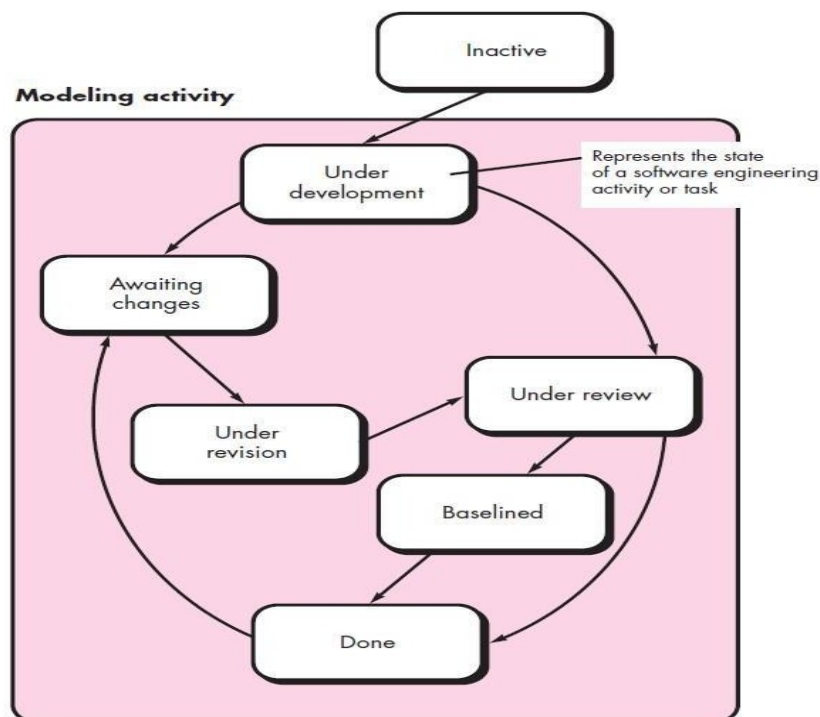 Inactive
Modeling activity
Under
development
Represents the state
of a software engineering
activity or task
Awaiting
changes
Under review
Under
revision
Baselined
Done